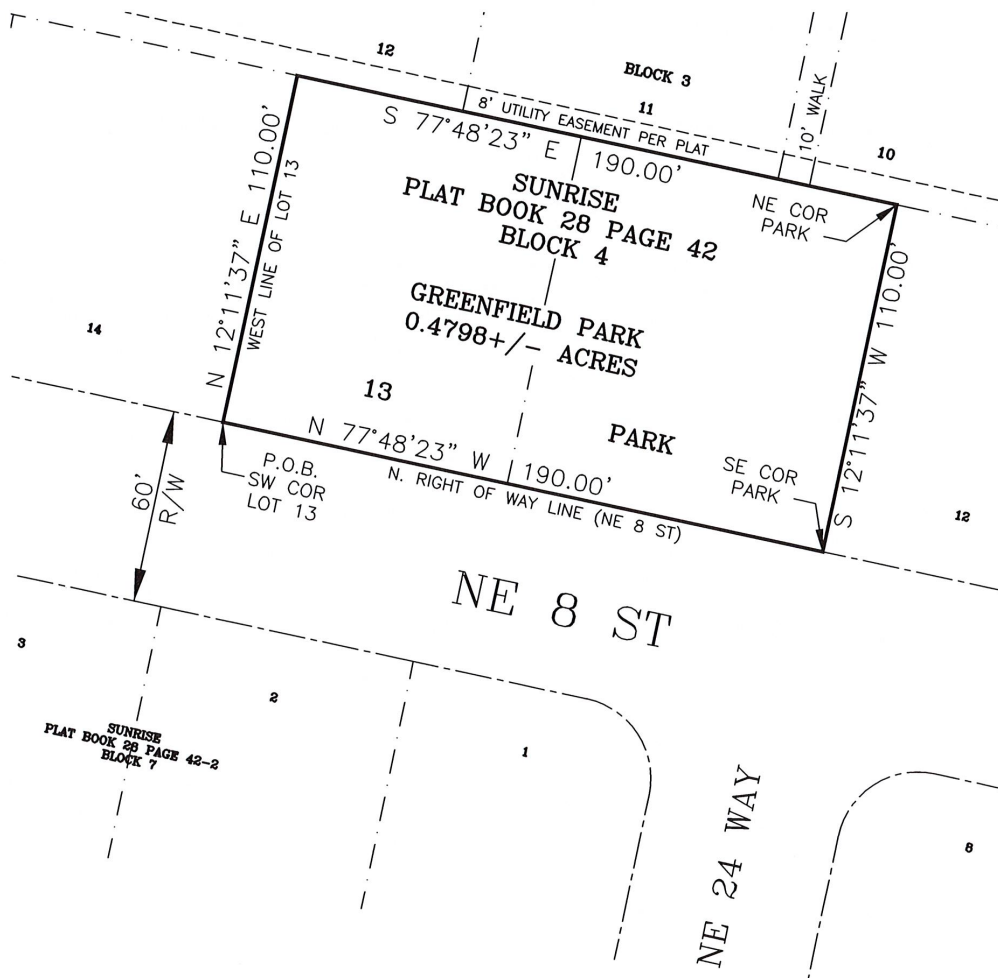 12
BLOCK 3
11
10' WALK
10
8' UTILITY EASEMENT PER PLAT
S 77°48'23" E 190.00'
N 12°11'37" E 110.00'
WEST LINE OF LOT 13
SUNRISE
PLAT BOOK 28 PAGE 42
BLOCK 4
NE COR
PARK
GREENFIELD PARK
0.4798+/- ACRES
S 12°11'37" W 110.00'
14
13
PARK
N 77°48'23" W 190.00'
N. RIGHT OF WAY LINE (NE 8 ST)
P.O.B.
SW COR
LOT 13
SE COR
PARK
12
60'
R/W
NE 8 ST
3
2
1
SUNRISE
PLAT BOOK 28 PAGE 42-2
BLOCK 7
NE 24 WAY
8